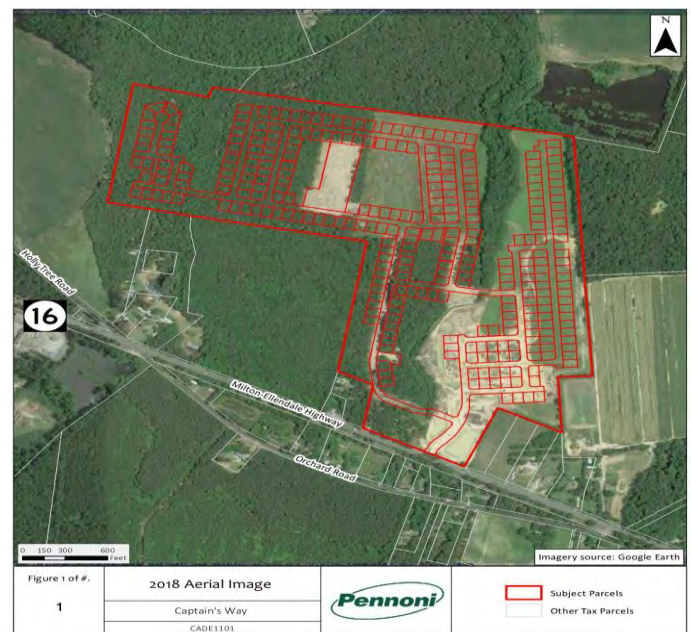 N
Holly Tree Road
16
Milton-Ellendale Highway
Orchard Road
0 150 300 600
Feet
Imagery source: Google Earth
Figure 1 of #.
1
2018 Aerial Image
Captain's Way
CADE1101
Pennoni
Subject Parcels
Other Tax Parcels